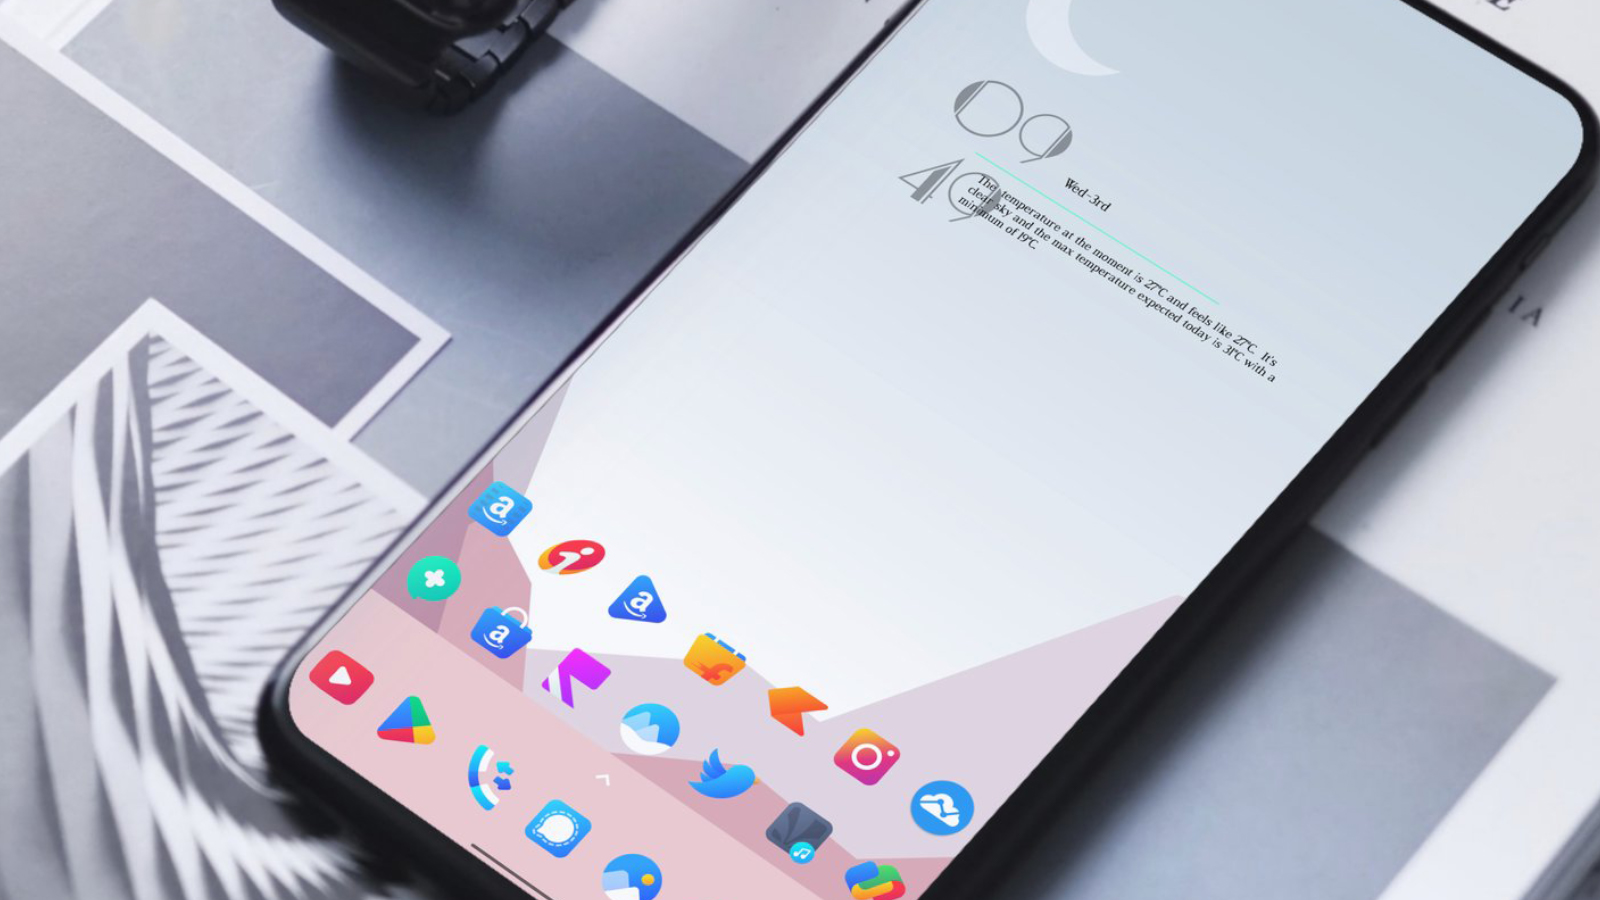 E
09
49
Wed-3rd
The temperature at the moment is 27°C and feels like 27°C. It's
clear sky and the max temperature expected today is 31°C with a
minimum of 19°C.
IA
a
a
a